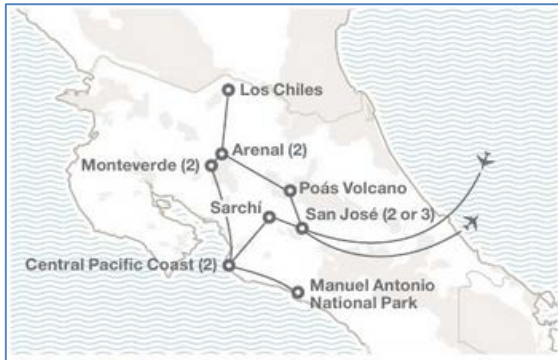 Los Chiles
Arenal (2)
Monteverde (2)
Poás Volcano
Sarchí
San José (2 or 3)
Central Pacific Coast (2)
Manuel Antonio
National Park